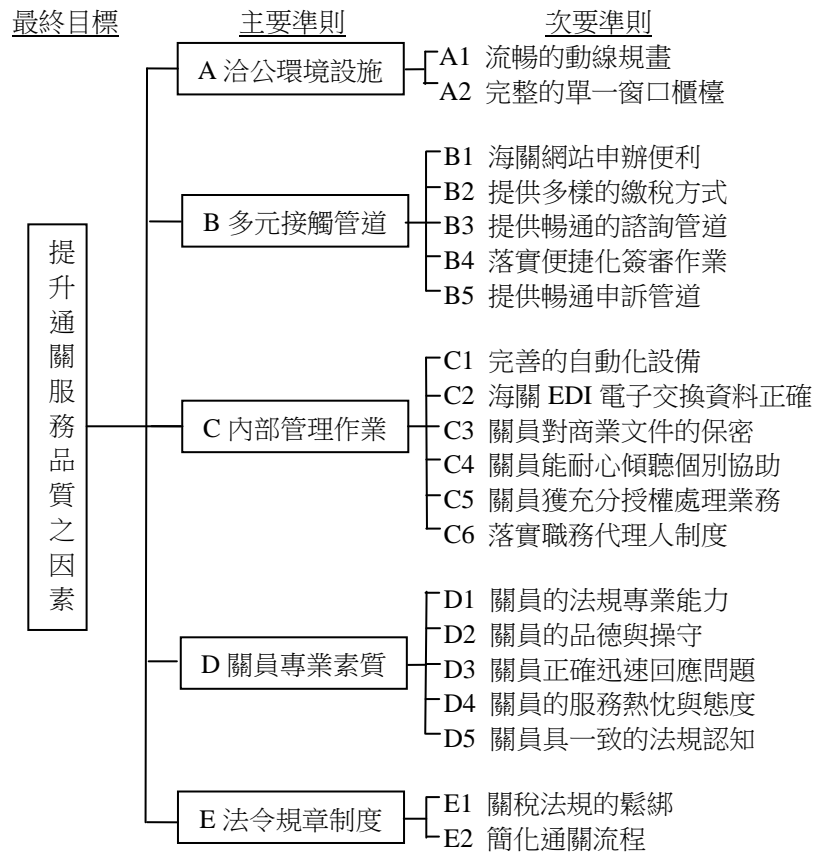 最終目標 主要準則 次要準則
提升通關服務品質之因素
A 洽公環境設施
A1 流暢的動線規畫
A2 完整的單一窗口櫃檯
B 多元接觸管道
B1 海關網站申辦便利
B2 提供多樣的繳稅方式
B3 提供暢通的諮詢管道
B4 落實便捷化簽審作業
B5 提供暢通申訴管道
C 內部管理作業
C1 完善的自動化設備
C2 海關 EDI 電子交換資料正確
C3 關員對商業文件的保密
C4 關員能耐心傾聽個別協助
C5 關員獲充分授權處理業務
C6 落實職務代理人制度
D 關員專業素質
D1 關員的法規專業能力
D2 關員的品德與操守
D3 關員正確迅速回應問題
D4 關員的服務熱忱與態度
D5 關員具一致的法規認知
E 法令規章制度
E1 關稅法規的鬆綁
E2 簡化通關流程